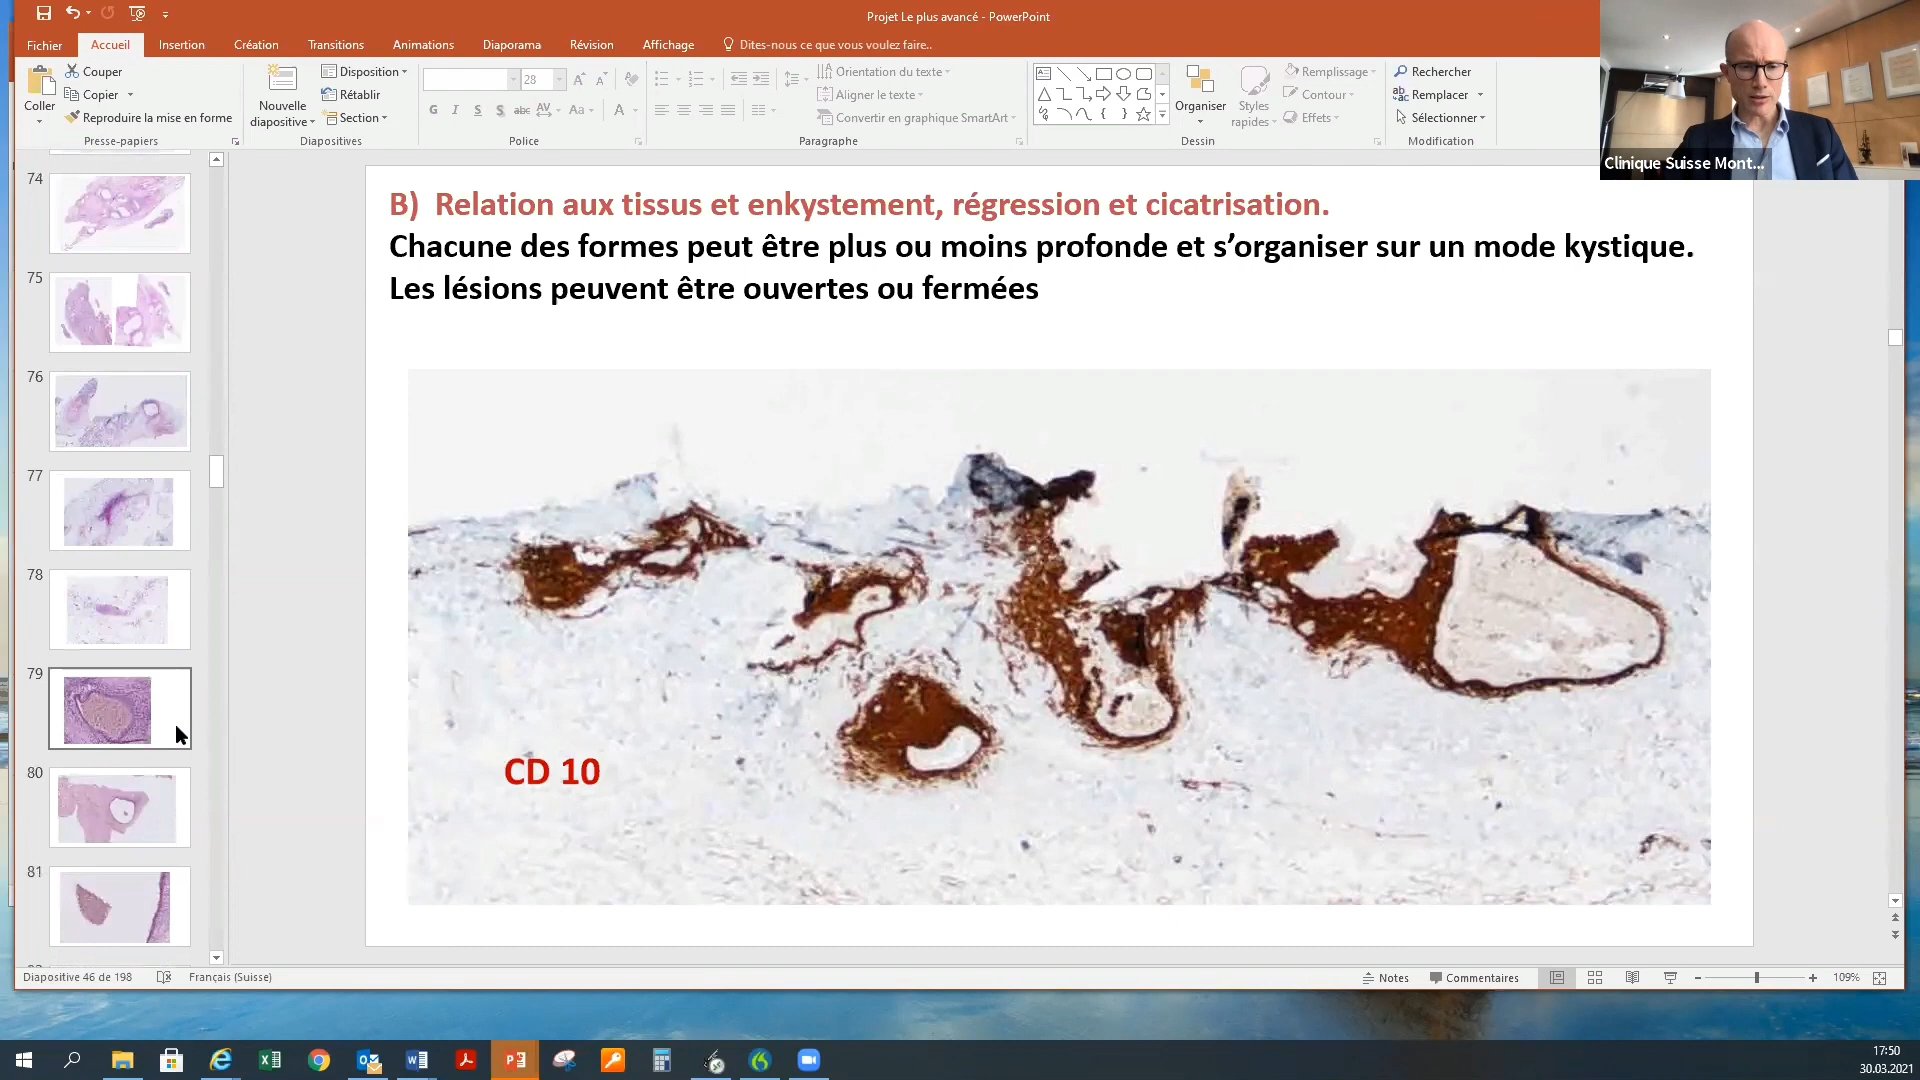 Projet Le plus avancé - PowerPoint
Fichier Accueil Insertion Création Transitions Animations Diaporama Révision Affichage Dites-nous ce que vous voulez faire..
Coller
Couper
Copier
Reproduire la mise en forme
Presse-papiers
Nouvelle
diapositive
Disposition
Rétablir
Section
Diapositives
28
G I S S abc AV Aa A
Police
Orientation du texte
Aligner le texte
Convertir en graphique SmartArt
Paragraphe
Organiser
Styles
rapides
Remplissage
Contour
Effets
Dessin
Rechercher
Remplacer
Sélectionner
Modification
Clinique Suisse Mont...
74
75
76
77
78
79
80
81
B) Relation aux tissus et enkystement, régression et cicatrisation.
Chacune des formes peut être plus ou moins profonde et s’organiser sur un mode kystique.
Les lésions peuvent être ouvertes ou fermées
CD 10
Diapositive 46 de 198 Français (Suisse) Notes Commentaires 109%
17:50
30.03.2021